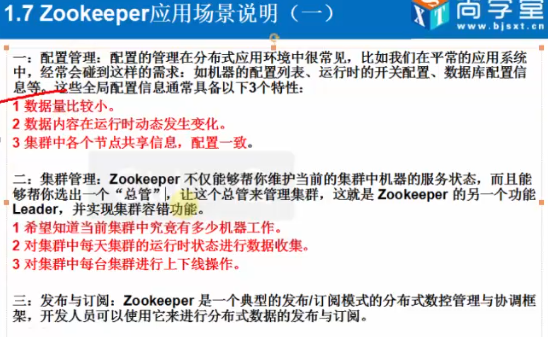 1.7 Zookeeper应用场景说明（一）
尚学堂
www.bjsxt.cn
一：配置管理：配置的管理在分布式应用环境中很常见，比如我们在平常的应用系统
中，经常会碰到这样的需求：如机器的配置列表、运行时的开关配置、数据库配置信
息等。这些全局配置信息通常具备以下3个特性：
1 数据量比较小。
2 数据内容在运行时动态发生变化。
3 集群中各个节点共享信息，配置一致。
二：集群管理：Zookeeper 不仅能够帮你维护当前的集群中机器的服务状态，而且能
够帮你选出一个“总管”，让这个总管来管理集群，这就是 Zookeeper 的另一个功能
Leader，并实现集群容错功能。
1 希望知道当前集群中究竟有多少机器工作。
2 对集群中每天集群的运行时状态进行数据收集。
3 对集群中每台集群进行上下线操作。
三：发布与订阅：Zookeeper 是一个典型的发布/订阅模式的分布式数控管理与协调框
架，开发人员可以使用它来进行分布式数据的发布与订阅。